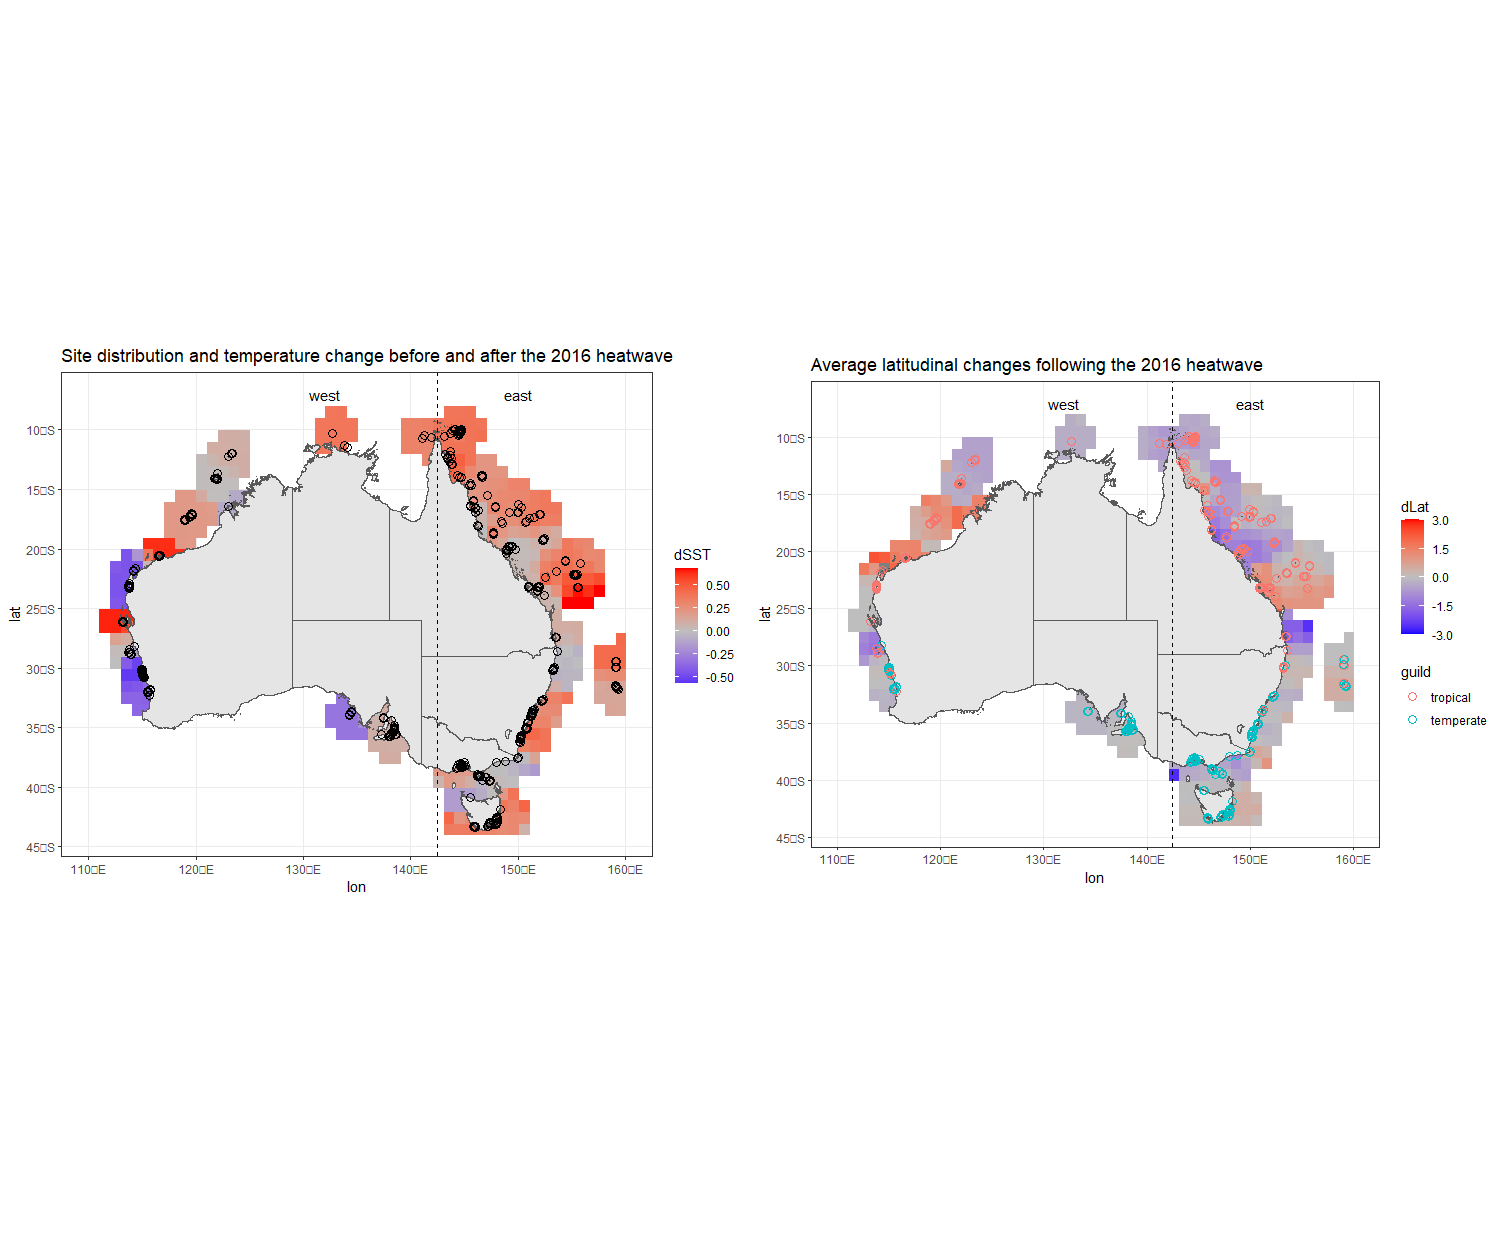 Site distribution and temperature change before and after the 2016 heatwave
west
east
10□S
15□S
20□S
25□S
30□S
35□S
40□S
45□S
lat
110□E
120□E
130□E
140□E
150□E
160□E
lon
dSST
0.50
0.25
0.00
-0.25
-0.50
Average latitudinal changes following the 2016 heatwave
west
east
10□S
15□S
20□S
25□S
30□S
35□S
40□S
45□S
lat
110□E
120□E
130□E
140□E
150□E
160□E
lon
dLat
3.0
1.5
0.0
-1.5
-3.0
guild
tropical
temperate